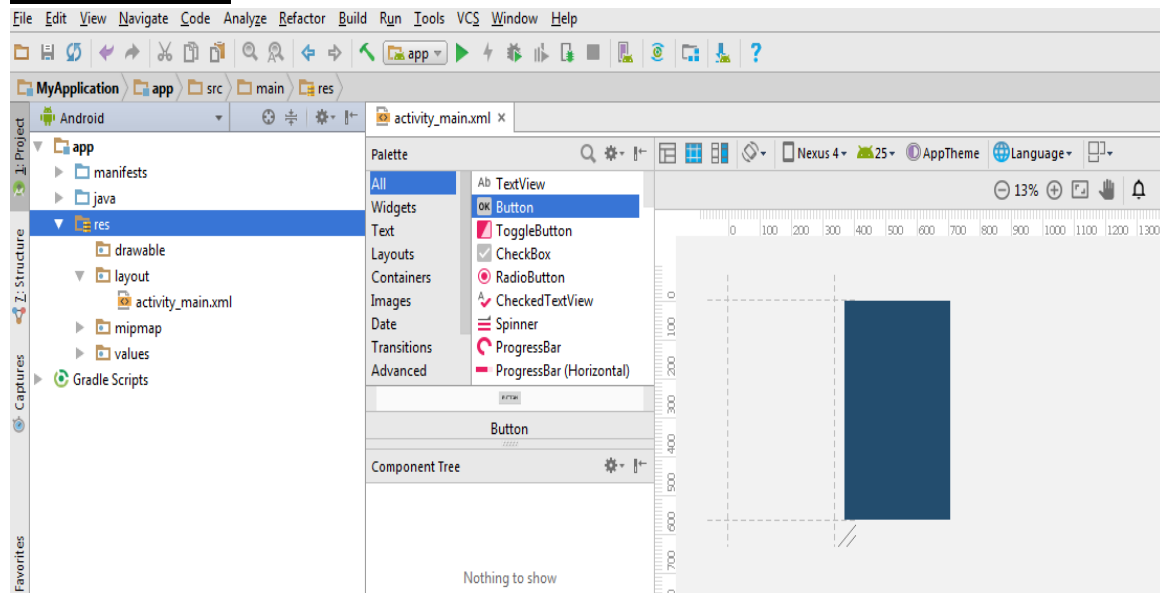 File Edit View Navigate Code Analyze Refactor Build Run Tools VCS Window Help
app
?
MyApplication app src main res
1: Project
Android
activity_main.xml ×
app
manifests
java
res
drawable
layout
activity_main.xml
mipmap
values
Gradle Scripts
Z: Structure
Captures
Favorites
Palette
All
Widgets
Text
Layouts
Containers
Images
Date
Transitions
Advanced
Ab TextView
OK Button
ToggleButton
CheckBox
RadioButton
CheckedTextView
Spinner
ProgressBar
ProgressBar (Horizontal)
BUTTON
Button
Component Tree
Nothing to show
Nexus 4 25 AppTheme Language
13%
0 100 200 300 400 500 600 700 800 900 1000 1100 1200 1300
0
100
200
300
400
500
600
700